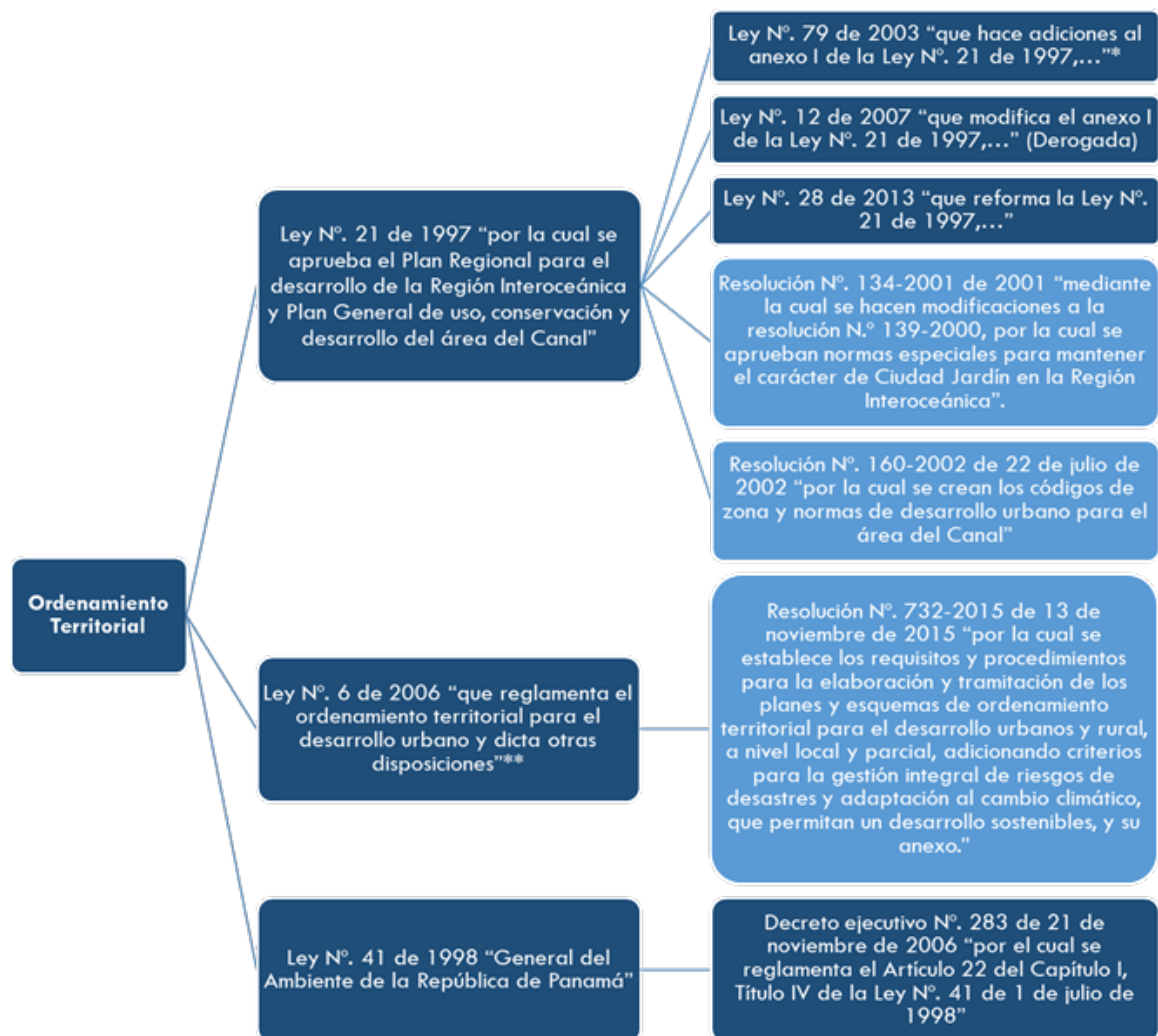 Ordenamiento
Territorial
Ley Nº. 21 de 1997 “por la cual se
aprueba el Plan Regional para el
desarrollo de la Región Interoceánica
y Plan General de uso, conservación y
desarrollo del área del Canal”
Ley Nº. 79 de 2003 “que hace adiciones al
anexo I de la Ley Nº. 21 de 1997,...”*
Ley Nº. 12 de 2007 “que modifica el anexo I
de la Ley Nº. 21 de 1997,...” (Derogada)
Ley Nº. 28 de 2013 “que reforma la Ley Nº.
21 de 1997,...”
Resolución Nº. 134-2001 de 2001 “mediante
la cual se hacen modificaciones a la
resolución N.º 139-2000, por la cual se
aprueban normas especiales para mantener
el carácter de Ciudad Jardín en la Región
Interoceánica”.
Resolución Nº. 160-2002 de 22 de julio de
2002 “por la cual se crean los códigos de
zona y normas de desarrollo urbano para el
área del Canal”
Ley Nº. 6 de 2006 “que reglamenta el
ordenamiento territorial para el
desarrollo urbano y dicta otras
disposiciones”**
Resolución Nº. 732-2015 de 13 de
noviembre de 2015 “por la cual se
establece los requisitos y procedimientos
para la elaboración y tramitación de los
planes y esquemas de ordenamiento
territorial para el desarrollo urbanos y rural,
a nivel local y parcial, adicionando criterios
para la gestión integral de riesgos de
desastres y adaptación al cambio climático,
que permitan un desarrollo sostenibles, y su
anexo.”
Ley Nº. 41 de 1998 “General del
Ambiente de la República de Panamá”
Decreto ejecutivo Nº. 283 de 21 de
noviembre de 2006 “por el cual se
reglamenta el Artículo 22 del Capítulo I,
Título IV de la Ley Nº. 41 de 1 de julio de
1998”